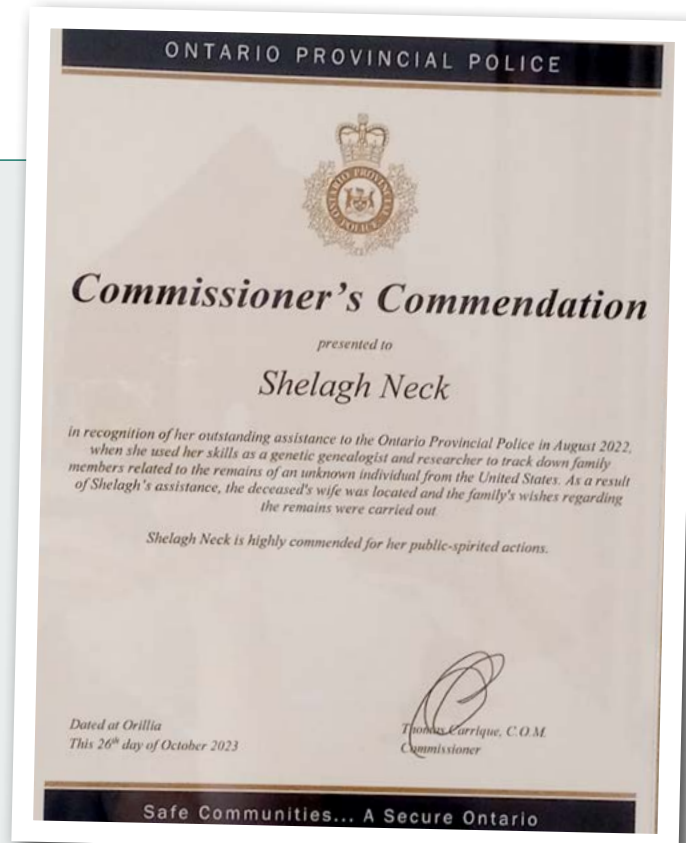 ONTARIO PROVINCIAL POLICE
ONTARIO PROVINCIAL
POLICE
Commissioner's Commendation
presented to
Shelagh Neck
in recognition of her outstanding assistance to the Ontario Provincial Police in August 2022,
when she used her skills as a genetic genealogist and researcher to track down family
members related to the remains of an unknown individual from the United States. As a result
of Shelagh's assistance, the deceased's wife was located and the family's wishes regarding
the remains were carried out.
Shelagh Neck is highly commended for her public-spirited actions.
Dated at Orillia
This 26th day of October 2023
Thomas Carrique, C.O.M.
Commissioner
Safe Communities... A Secure Ontario